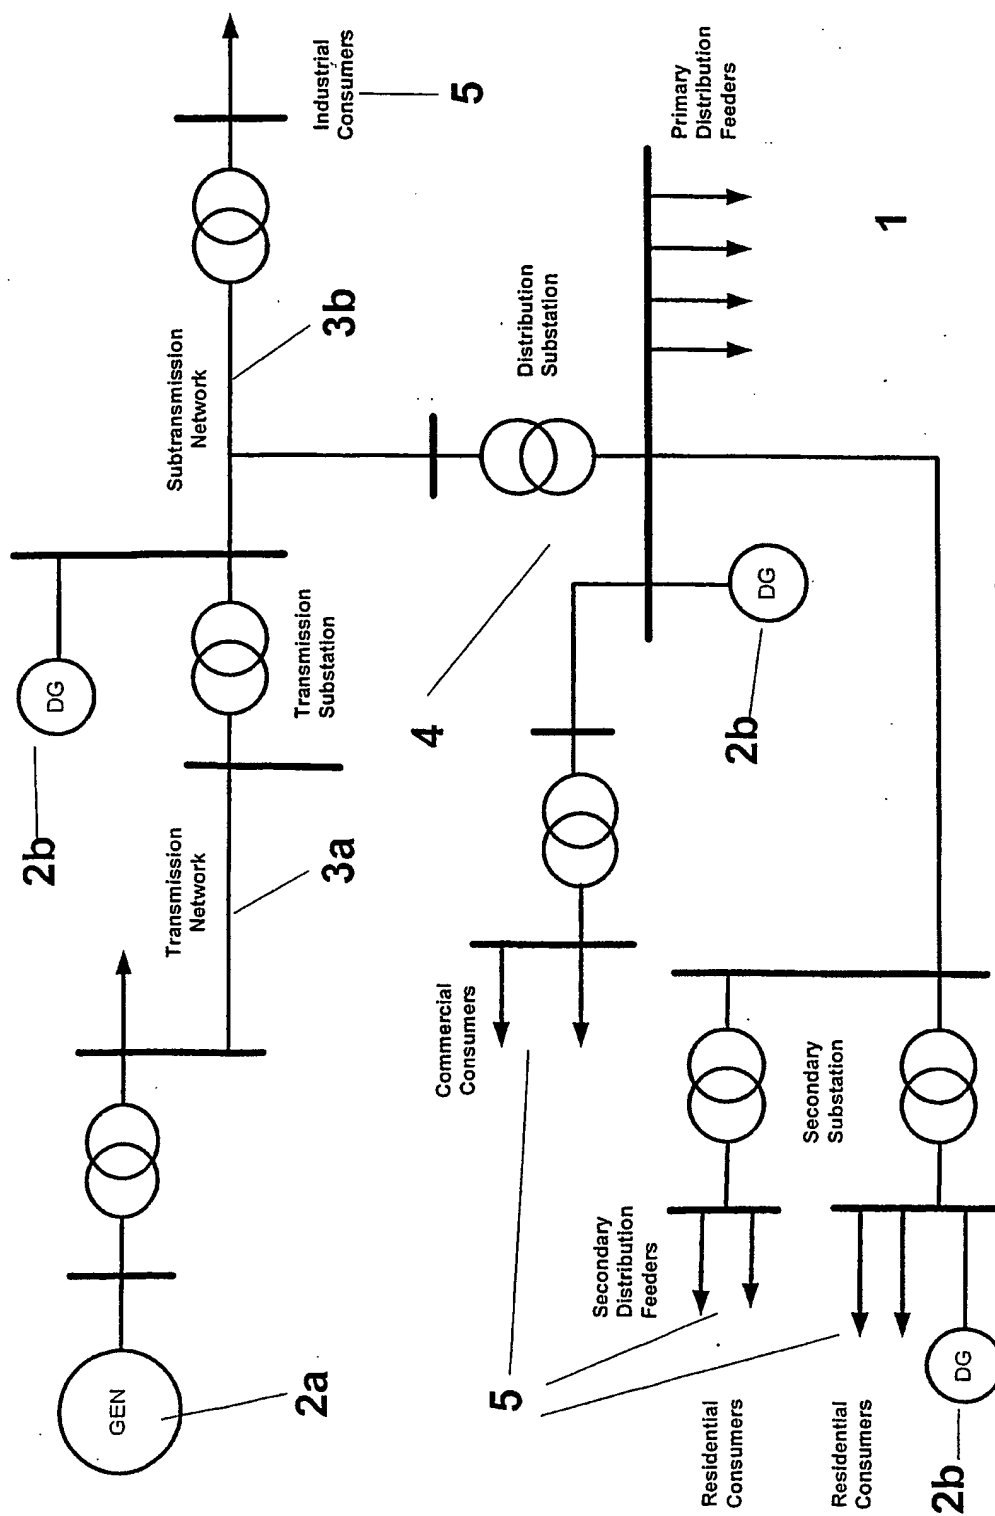 GEN
2a
2b
DG
Transmission
Network
3a
Transmission
Substation
Subtransmission
Network
3b
Industrial
Consumers
5
4
Distribution
Substation
Commercial
Consumers
DG
2b
Primary
Distribution
Feeders
1
5
Secondary
Distribution
Feeders
Residential
Consumers
Secondary
Substation
Residential
Consumers
DG
2b